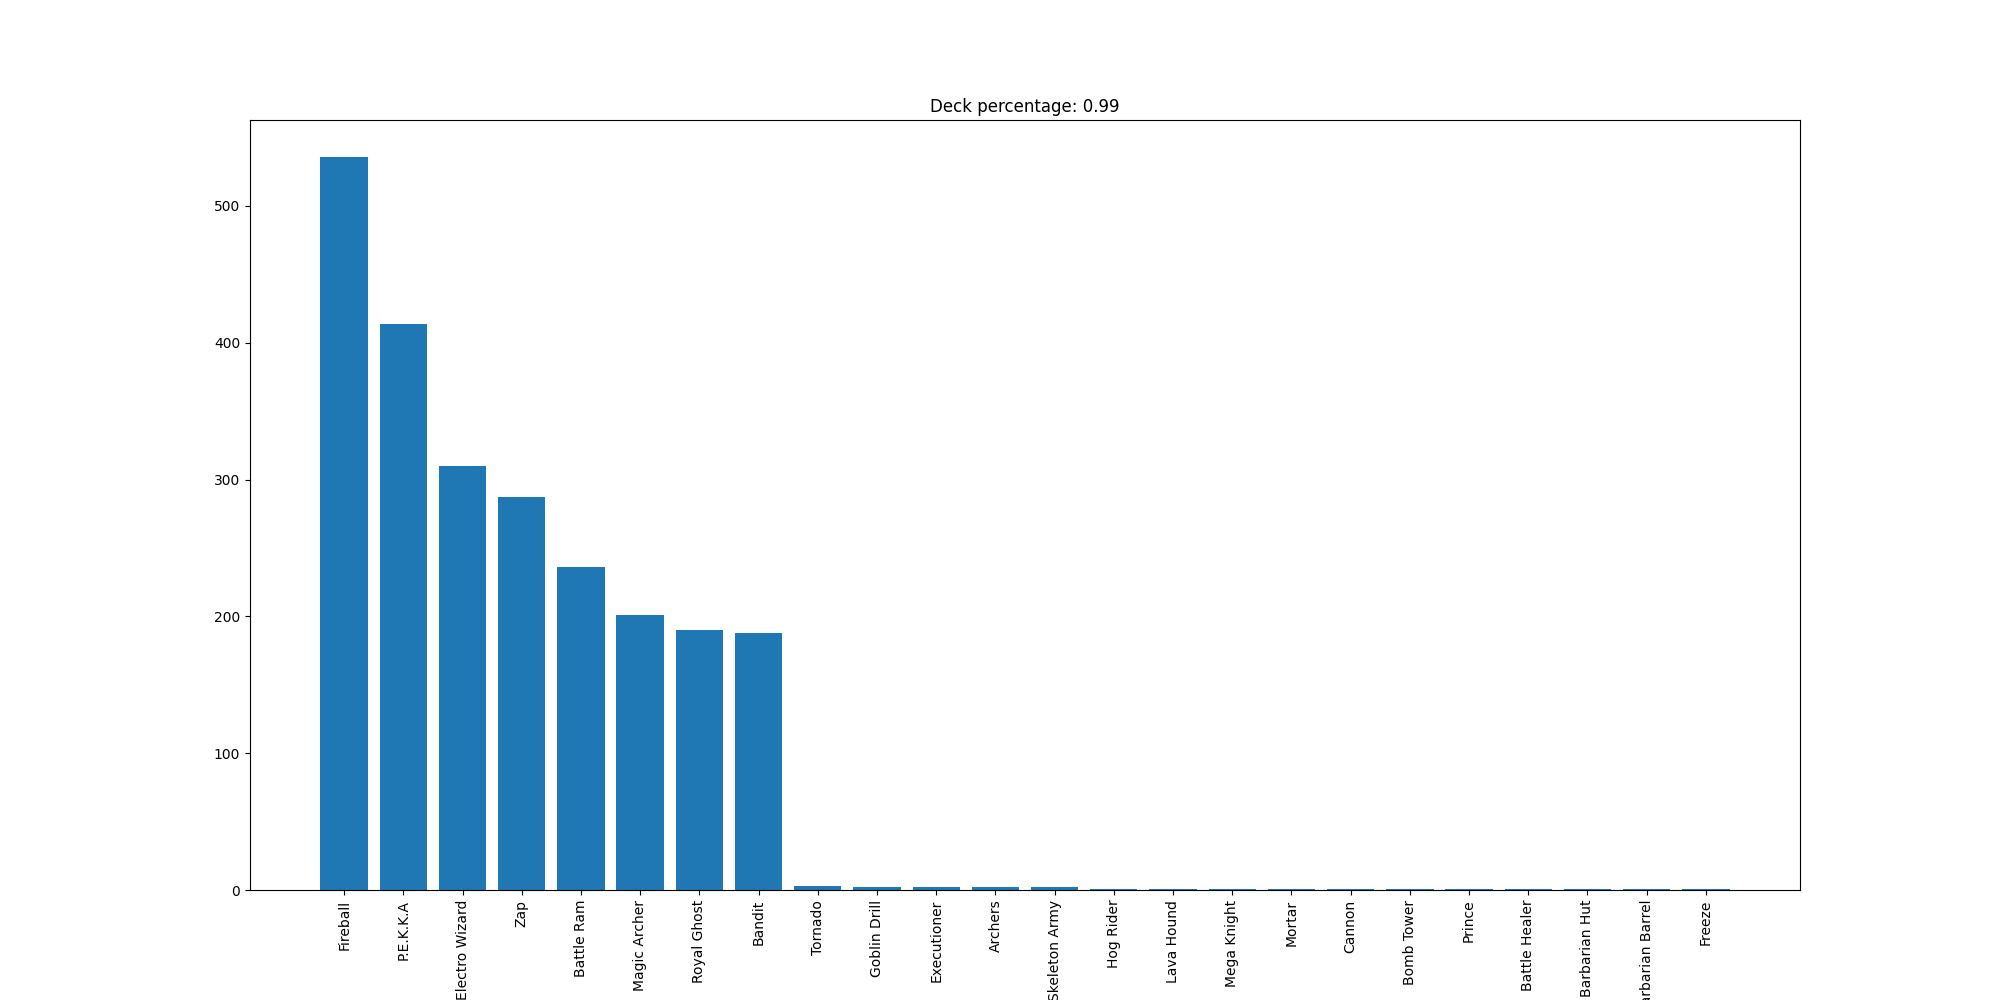 Deck percentage: 0.99
500
400
300
200
100
0
Fireball
P.E.K.K.A
Electro Wizard
Zap
Battle Ram
Magic Archer
Royal Ghost
Bandit
Tornado
Goblin Drill
Executioner
Archers
Skeleton Army
Hog Rider
Lava Hound
Mega Knight
Mortar
Cannon
Bomb Tower
Prince
Battle Healer
Barbarian Hut
arbarian Barrel
Freeze